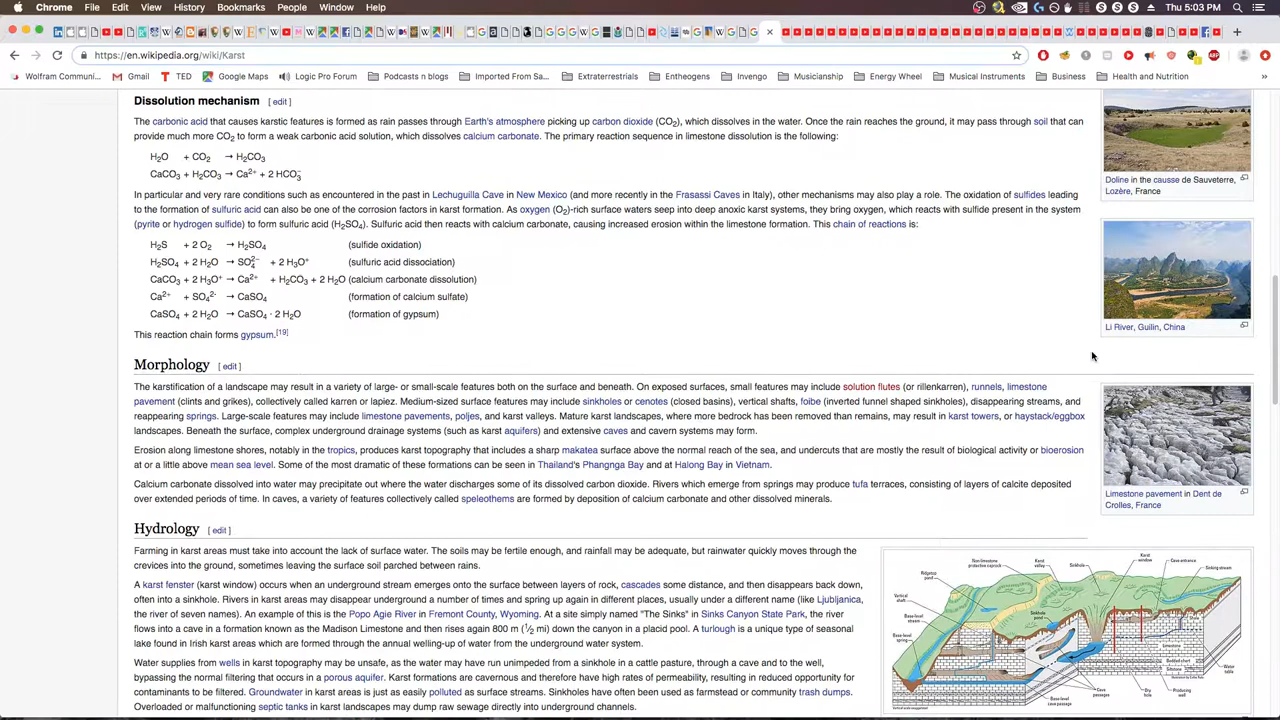 Chrome File Edit View History Bookmarks People Window Help
Thu 5:03 PM
https://en.wikipedia.org/wiki/Karst
Wolfram Communi... Gmail TED Google Maps Logic Pro Forum Podcasts n blogs Imported From Sa... Extraterrestrials Entheogens Invengo Musicianship Energy Wheel Musical Instruments Business Health and Nutrition
Dissolution mechanism [ edit ]
The carbonic acid that causes karstic features is formed as rain passes through Earth's atmosphere picking up carbon dioxide (CO2), which dissolves in the water. Once the rain reaches the ground, it may pass through soil that can
provide much more CO2 to form a weak carbonic acid solution, which dissolves calcium carbonate. The primary reaction sequence in limestone dissolution is the following:
H2O + CO2 → H2CO3
CaCO3 + H2CO3 → Ca2+ + 2 HCO3-
In particular and very rare conditions such as encountered in the past in Lechuguilla Cave in New Mexico (and more recently in the Frasassi Caves in Italy), other mechanisms may also play a role. The oxidation of sulfides leading
to the formation of sulfuric acid can also be one of the corrosion factors in karst formation. As oxygen (O2)-rich surface waters seep into deep anoxic karst systems, they bring oxygen, which reacts with sulfide present in the system
(pyrite or hydrogen sulfide) to form sulfuric acid (H2SO4). Sulfuric acid then reacts with calcium carbonate, causing increased erosion within the limestone formation. This chain of reactions is:
H2S + 2 O2 → H2SO4 (sulfide oxidation)
H2SO4 + 2 H2O → SO42− + 2 H3O+ (sulfuric acid dissociation)
CaCO3 + 2 H3O+ → Ca2+ + H2CO3 + 2 H2O (calcium carbonate dissolution)
Ca2+ + SO42- → CaSO4 (formation of calcium sulfate)
CaSO4 + 2 H2O → CaSO4 · 2 H2O (formation of gypsum)
This reaction chain forms gypsum.[19]
Doline in the causse de Sauveterre,
Lozère, France
Li River, Guilin, China
Morphology [ edit ]
The karstification of a landscape may result in a variety of large- or small-scale features both on the surface and beneath. On exposed surfaces, small features may include solution flutes (or rillenkarren), runnels, limestone
pavement (clints and grikes), collectively called karren or lapiez. Medium-sized surface features may include sinkholes or cenotes (closed basins), vertical shafts, foibe (inverted funnel shaped sinkholes), disappearing streams, and
reappearing springs. Large-scale features may include limestone pavements, poljes, and karst valleys. Mature karst landscapes, where more bedrock has been removed than remains, may result in karst towers, or haystack/eggbox
landscapes. Beneath the surface, complex underground drainage systems (such as karst aquifers) and extensive caves and cavern systems may form.
Erosion along limestone shores, notably in the tropics, produces karst topography that includes a sharp makatea surface above the normal reach of the sea, and undercuts that are mostly the result of biological activity or bioerosion
at or a little above mean sea level. Some of the most dramatic of these formations can be seen in Thailand's Phangnga Bay and at Halong Bay in Vietnam.
Calcium carbonate dissolved into water may precipitate out where the water discharges some of its dissolved carbon dioxide. Rivers which emerge from springs may produce tufa terraces, consisting of layers of calcite deposited
over extended periods of time. In caves, a variety of features collectively called speleothems are formed by deposition of calcium carbonate and other dissolved minerals.
Limestone pavement in Dent de
Crolles, France
Hydrology [ edit ]
Farming in karst areas must take into account the lack of surface water. The soils may be fertile enough, and rainfall may be adequate, but rainwater quickly moves through the
crevices into the ground, sometimes leaving the surface soil parched between rains.
A karst fenster (karst window) occurs when an underground stream emerges onto the surface between layers of rock, cascades some distance, and then disappears back down,
often into a sinkhole. Rivers in karst areas may disappear underground a number of times and spring up again in different places, usually under a different name (like Ljubljanica,
the river of seven names). An example of this is the Popo Agie River in Fremont County, Wyoming. At a site simply named "The Sinks" in Sinks Canyon State Park, the river
flows into a cave in a formation known as the Madison Limestone and then rises again 800 m (1/2 mi) down the canyon in a placid pool. A turlough is a unique type of seasonal
lake found in Irish karst areas which are formed through the annual welling-up of water from the underground water system.
Water supplies from wells in karst topography may be unsafe, as the water may have run unimpeded from a sinkhole in a cattle pasture, through a cave and to the well,
bypassing the normal filtering that occurs in a porous aquifer. Karst formations are cavernous and therefore have high rates of permeability, resulting in reduced opportunity for
contaminants to be filtered. Groundwater in karst areas is just as easily polluted as surface streams. Sinkholes have often been used as farmstead or community trash dumps.
Overloaded or malfunctioning septic tanks in karst landscapes may dump raw sewage directly into underground channels.
Ridgetop
pond
Non-limestone
protective caprock
Karst
valley
Sinkhole
Karst
window
Cave entrance
Sinking stream
Vertical
shaft
Base-level
stream
Base-level
spring
Sinkhole
pond
Limestone
Bedded chert
Siltstone
Water
table
Cave
passages
Base-level
cave passage
Dry
hole
Producing
well